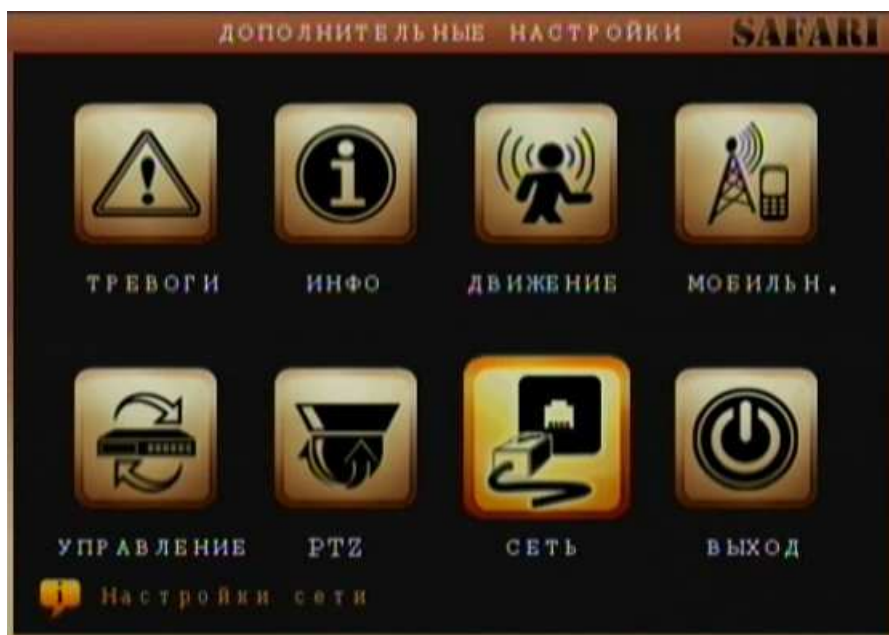 ДОПОЛНИТЕЛЬНЫЕ НАСТРОЙКИ SAFARI
ТРЕВОГИ ИНФО ДВИЖЕНИЕ МОБИЛЬН.
УПРАВЛЕНИЕ PTZ СЕТЬ ВЫХОД
Настройки сети